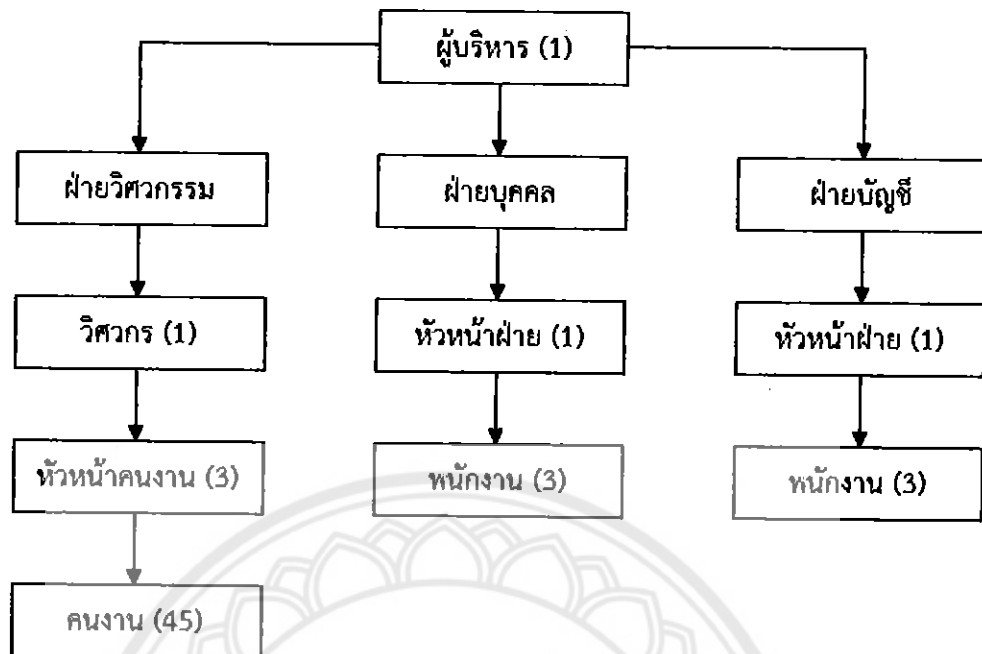 ผู้บริหาร (1)
ฝ่ายวิศวกรรม
ฝ่ายบุคคล
ฝ่ายบัญชี
วิศวกร (1)
หัวหน้าฝ่าย (1)
หัวหน้าฝ่าย (1)
หัวหน้าคนงาน (3)
พนักงาน (3)
พนักงาน (3)
คนงาน (45)